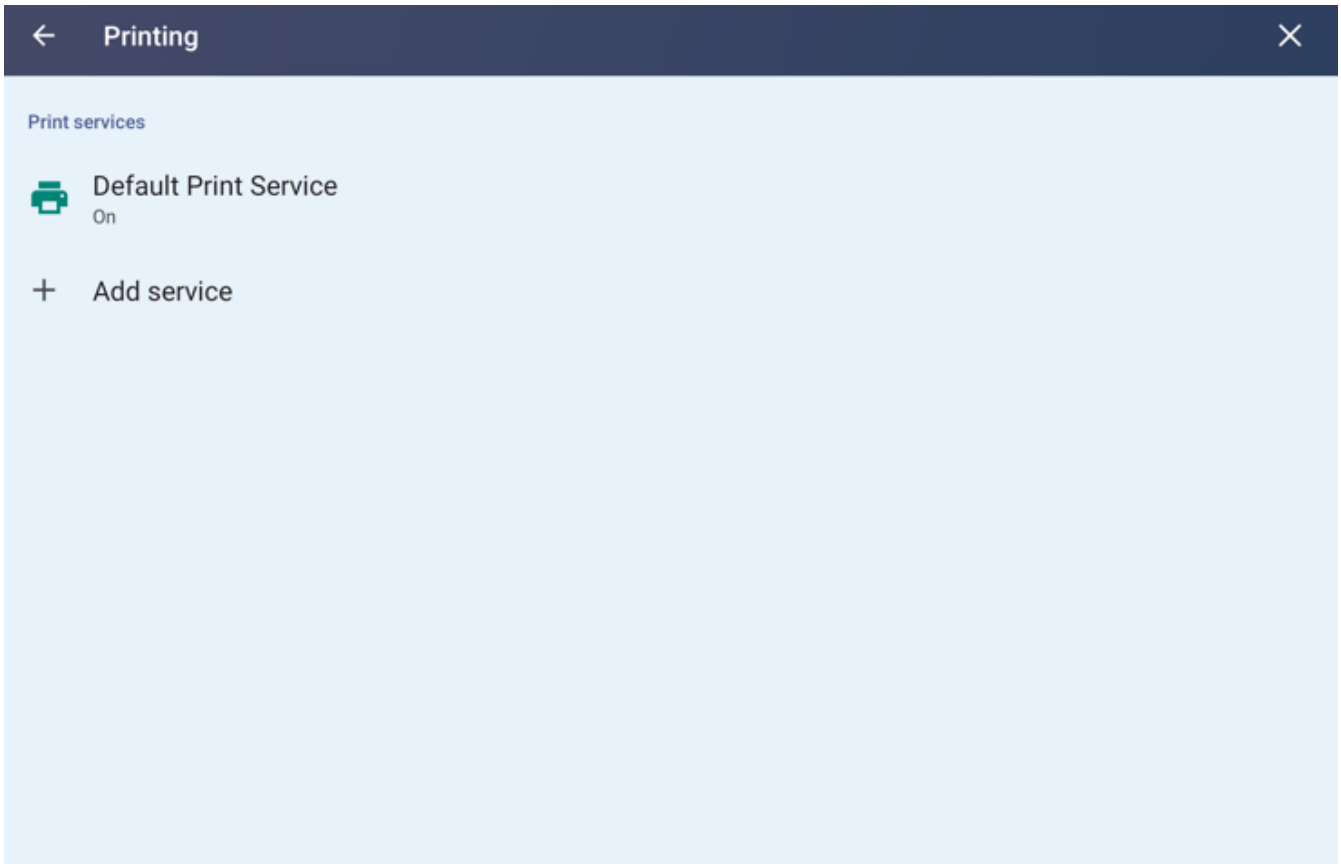 Printing
Print services
Default Print Service
On
Add service